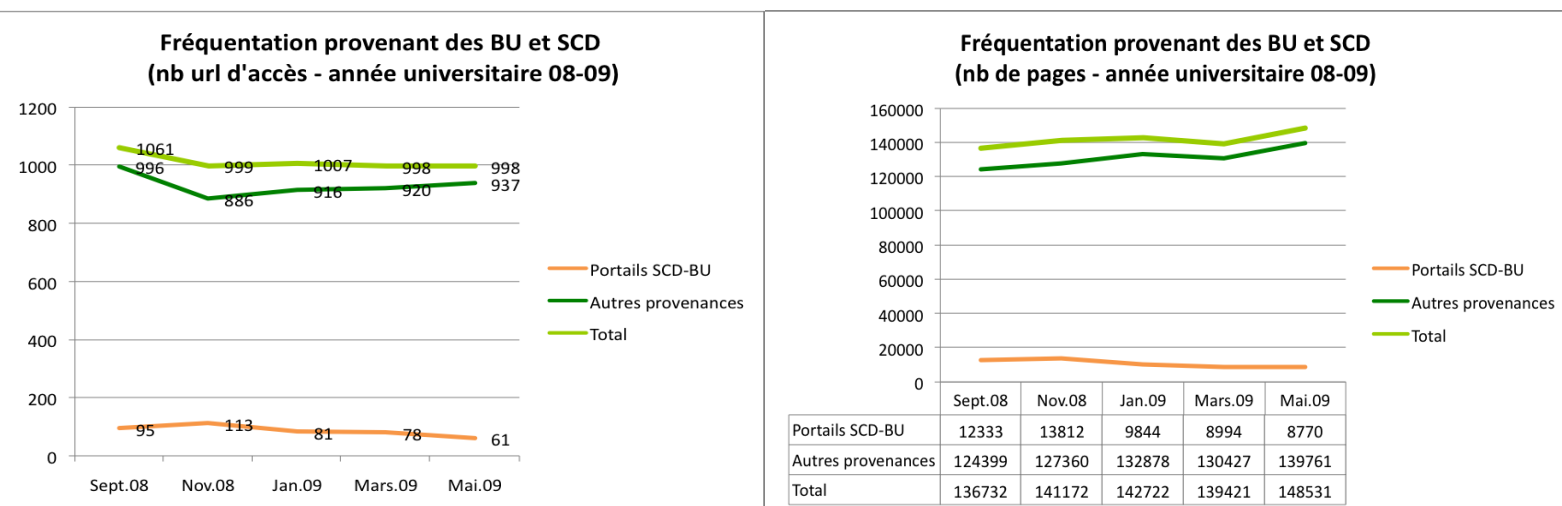 Fréquentation provenant des BU et SCD
(nb url d'accès - année universitaire 08-09)
1200
1000
800
600
400
200
0
1061
999
1007
998
998
996
886
916
920
937
95
113
81
78
61
Sept.08 Nov.08 Jan.09 Mars.09 Mai.09
Portails SCD-BU
Autres provenances
Total
Fréquentation provenant des BU et SCD
(nb de pages - année universitaire 08-09)
160000
140000
120000
100000
80000
60000
40000
20000
0
Portails SCD-BU
Autres provenances
Total
Sept.08 Nov.08 Jan.09 Mars.09 Mai.09
Portails SCD-BU 12333 13812 9844 8994 8770
Autres provenances 124399 127360 132878 130427 139761
Total 136732 141172 142722 139421 148531